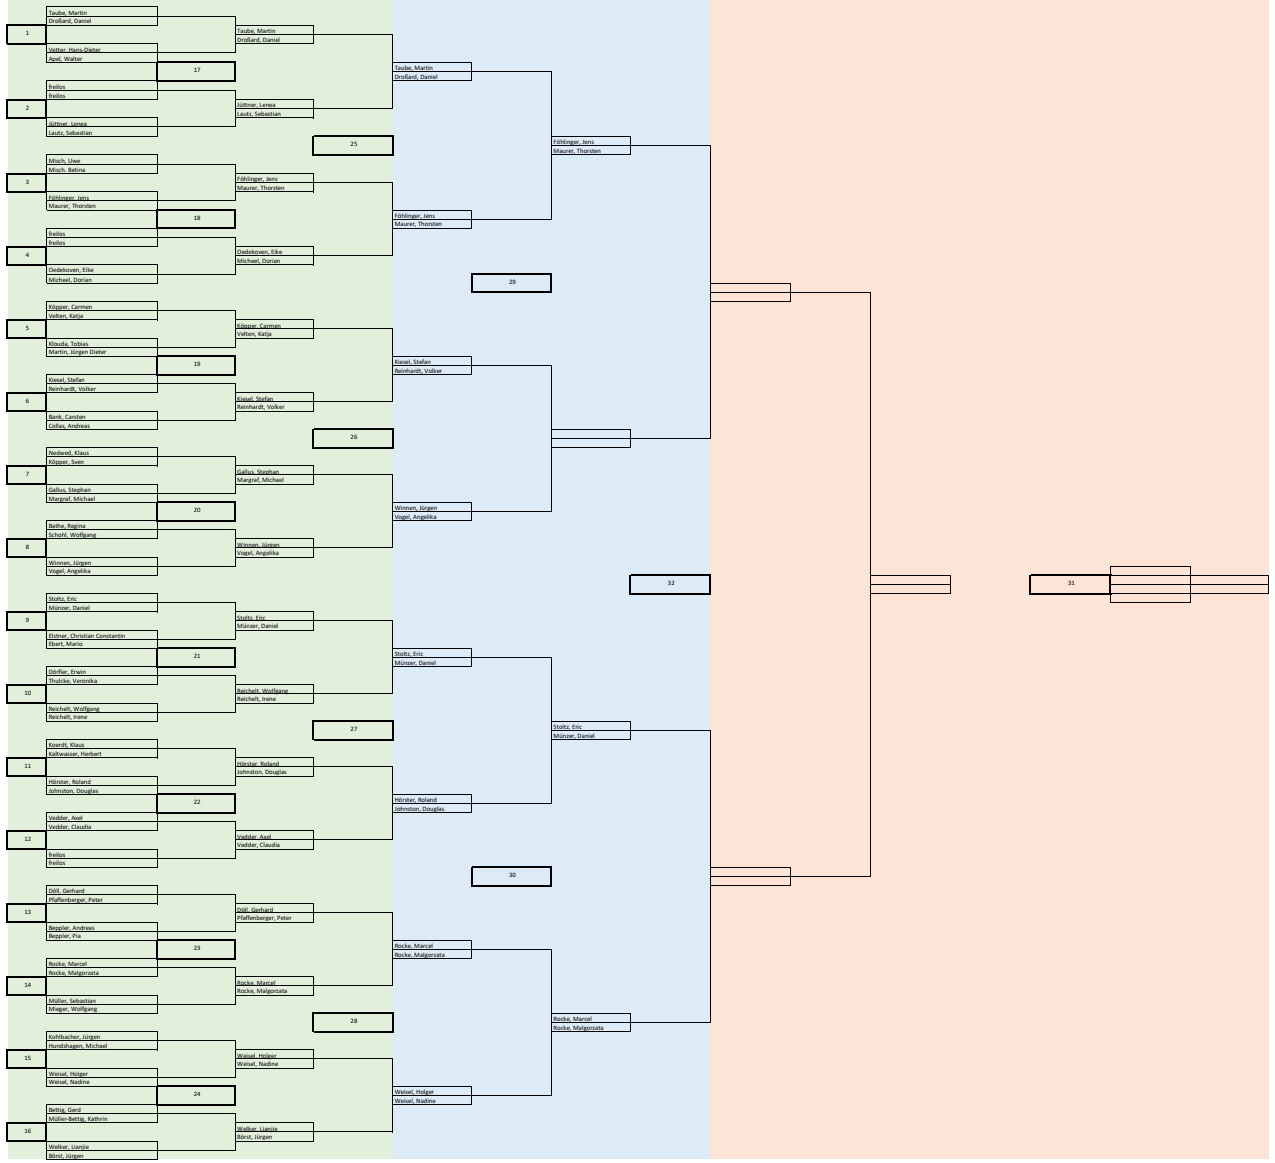 Taube, Martin
Droßard, Daniel
1
Vetter, Hans-Dieter
Apel, Walter
17
freilos
freilos
2
Jüttner, Lenea
Lautz, Sebastian
Misch, Uwe
Misch, Betina
3
Föhlinger, Jens
Maurer, Thorsten
18
freilos
freilos
4
Oedekoven, Eike
Micheel, Dorian
Köpper, Carmen
Velten, Katja
5
Klouda, Tobias
Martin, Jürgen Dieter
19
Kiesel, Stefan
Reinhardt, Volker
6
Bank, Carsten
Collas, Andreas
Nedwed, Klaus
Köpper, Sven
7
Gallus, Stephan
Margraf, Michael
20
Bathe, Regina
Schohl, Wolfgang
8
Winnen, Jürgen
Vogel, Angelika
Stoltz, Eric
Münzer, Daniel
9
Elstner, Christian Constantin
Ebert, Mario
21
Dörfler, Erwin
Thulcke, Veronika
10
Reichelt, Wolfgang
Reichelt, Irene
Koerdt, Klaus
Kaltwasser, Herbert
11
Hörster, Roland
Johnston, Douglas
22
Vedder, Axel
Vedder, Claudia
12
freilos
freilos
Döll, Gerhard
Pfaffenberger, Peter
13
Beppler, Andreas
Beppler, Pia
23
Rocke, Marcel
Rocke, Malgorzata
14
Müller, Sebastian
Mieger, Wolfgang
Kohlbacher, Jürgen
Hundshagen, Michael
15
Weisel, Holger
Weisel, Nadine
24
Bettig, Gerd
Müller-Bettig, Kathrin
16
Welker, Lianjie
Börst, Jürgen
Taube, Martin
Droßard, Daniel
Jüttner, Lenea
Lautz, Sebastian
25
Föhlinger, Jens
Maurer, Thorsten
Oedekoven, Eike
Micheel, Dorian
Köpper, Carmen
Velten, Katja
Kiesel, Stefan
Reinhardt, Volker
26
Gallus, Stephan
Margraf, Michael
Winnen, Jürgen
Vogel, Angelika
Stoltz, Eric
Münzer, Daniel
Reichelt, Wolfgang
Reichelt, Irene
27
Hörster, Roland
Johnston, Douglas
Vedder, Axel
Vedder, Claudia
Döll, Gerhard
Pfaffenberger, Peter
Rocke, Marcel
Rocke, Malgorzata
28
Weisel, Holger
Weisel, Nadine
Welker, Lianjie
Börst, Jürgen
Taube, Martin
Droßard, Daniel
Föhlinger, Jens
Maurer, Thorsten
29
Kiesel, Stefan
Reinhardt, Volker
Winnen, Jürgen
Vogel, Angelika
Stoltz, Eric
Münzer, Daniel
Hörster, Roland
Johnston, Douglas
30
Rocke, Marcel
Rocke, Malgorzata
Weisel, Holger
Weisel, Nadine
Föhlinger, Jens
Maurer, Thorsten
32
Stoltz, Eric
Münzer, Daniel
Rocke, Marcel
Rocke, Malgorzata
31